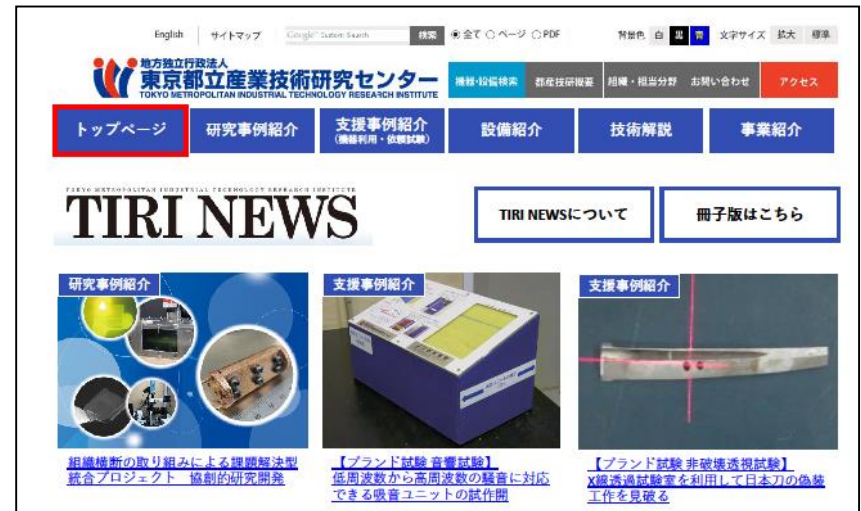 English サイトマップ Google Custom Search 検索 全て ページ PDF 背景色 白 黒 青 文字サイズ 拡大 標準
地方独立行政法人
東京都立産業技術研究センター
TOKYO METROPOLITAN INDUSTRIAL TECHNOLOGY RESEARCH INSTITUTE
機器・設備検索 都産技研概要 組織・担当分野 お問い合わせ アクセス
トップページ 研究事例紹介 支援事例紹介 設備紹介 技術解説 事業紹介
(機器利用・依頼試験)
TOKYO METROPOLITAN INDUSTRIAL TECHNOLOGY RESEARCH INSTITUTE
TIRI NEWS
TIRI NEWSについて 冊子版はこちら
研究事例紹介 支援事例紹介 支援事例紹介
組織横断の取り組みによる課題解決型
統合プロジェクト 協創的研究開発
【ブランド試験 音響試験】
低周波数から高周波数の騒音に対応
できる吸音ユニットの試作開
【ブランド試験 非破壊透視試験】
X線透過試験室を利用して日本刀の偽装
工作を見破る